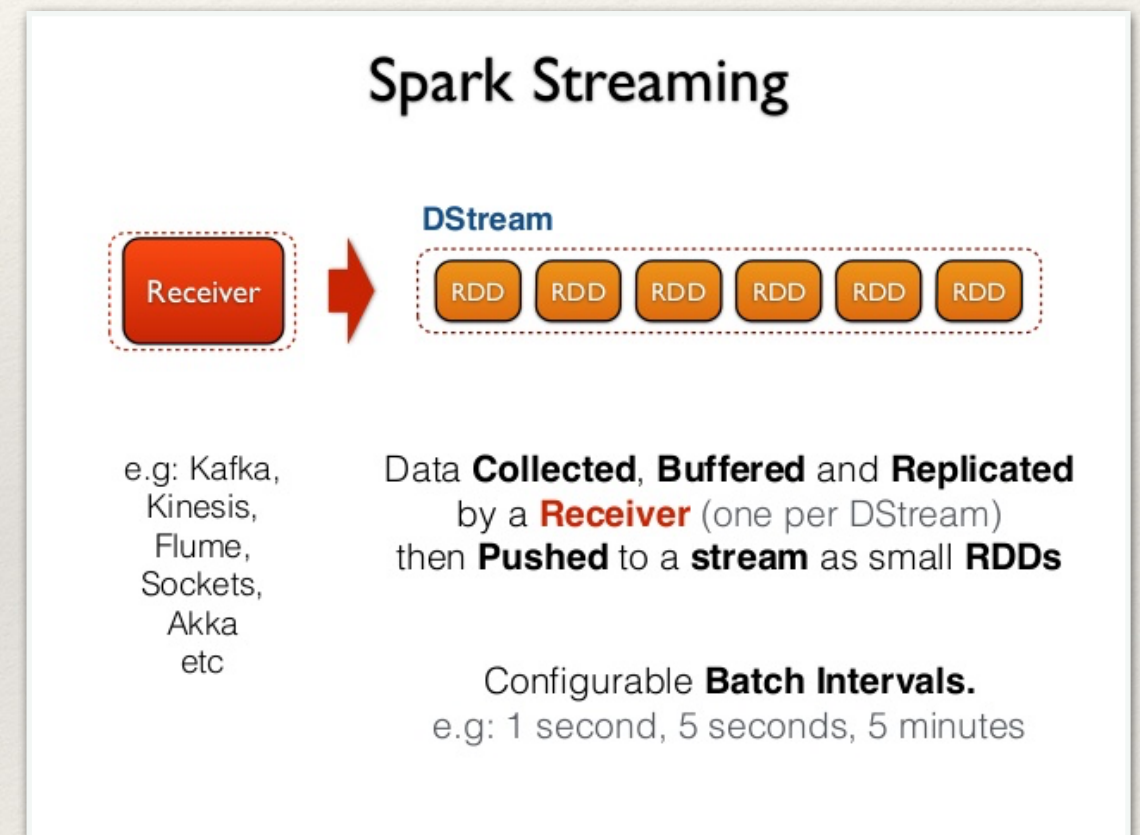 Spark Streaming
DStream
Receiver
RDD RDD RDD RDD RDD RDD
e.g: Kafka,
Kinesis,
Flume,
Sockets,
Akka
etc
Data Collected, Buffered and Replicated
by a Receiver (one per DStream)
then Pushed to a stream as small RDDs
Configurable Batch Intervals.
e.g: 1 second, 5 seconds, 5 minutes